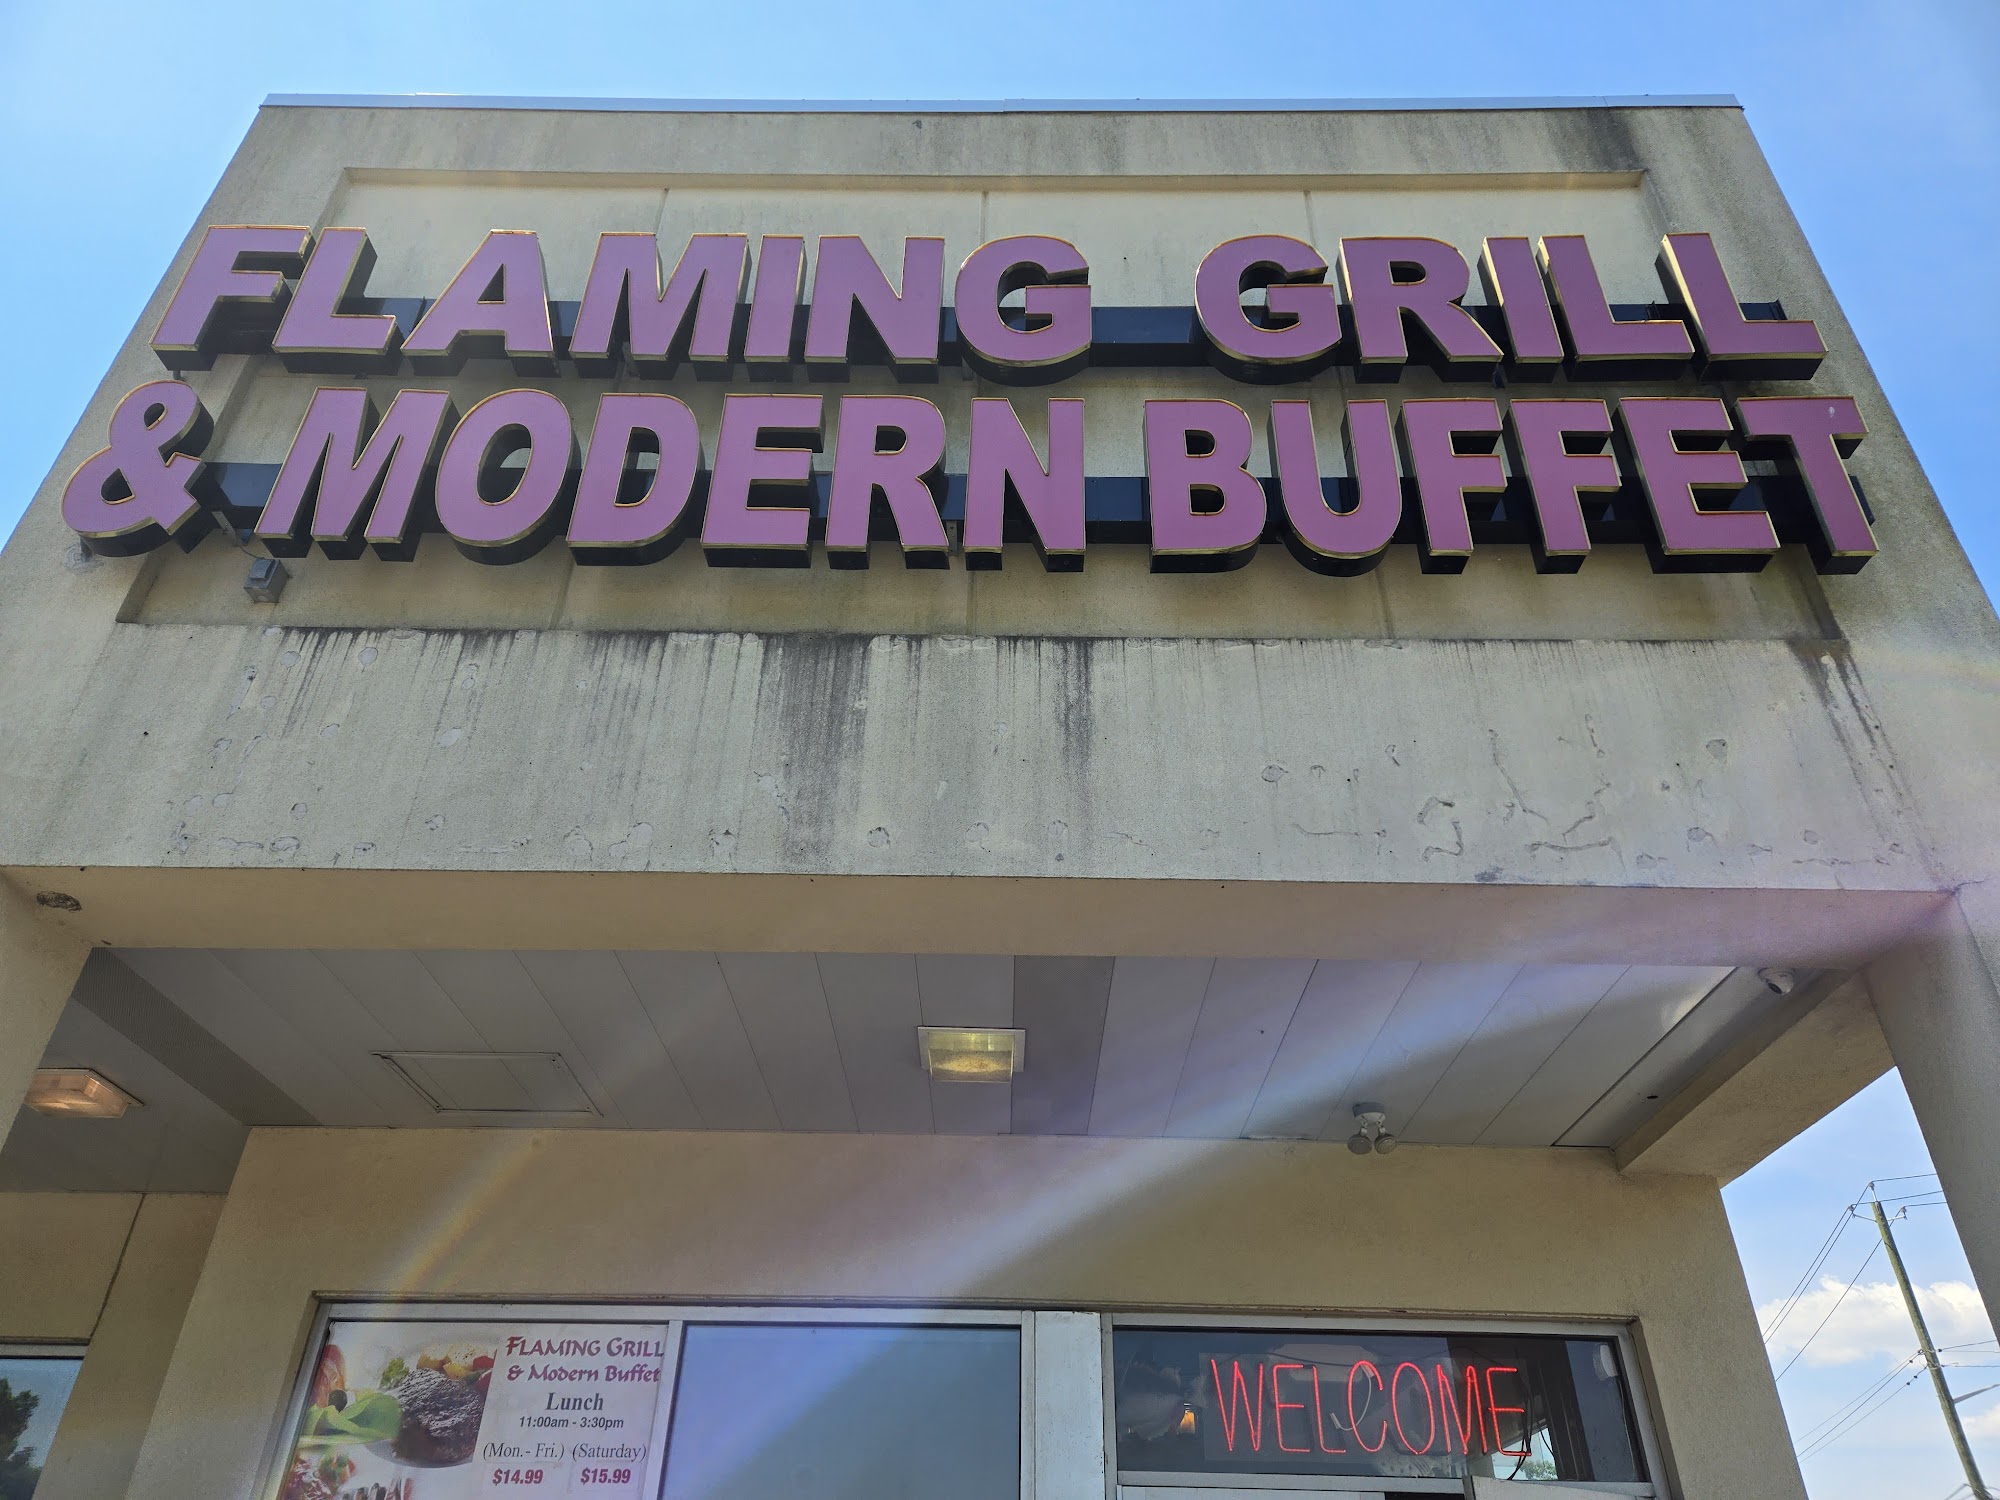 FLAMING GRILL
& MODERN BUFFET
FLAMING GRILL
& Modern Buffet
Lunch
11:00am - 3:30pm
(Mon.- Fri.) (Saturday)
$14.99 $15.99
WELCOME